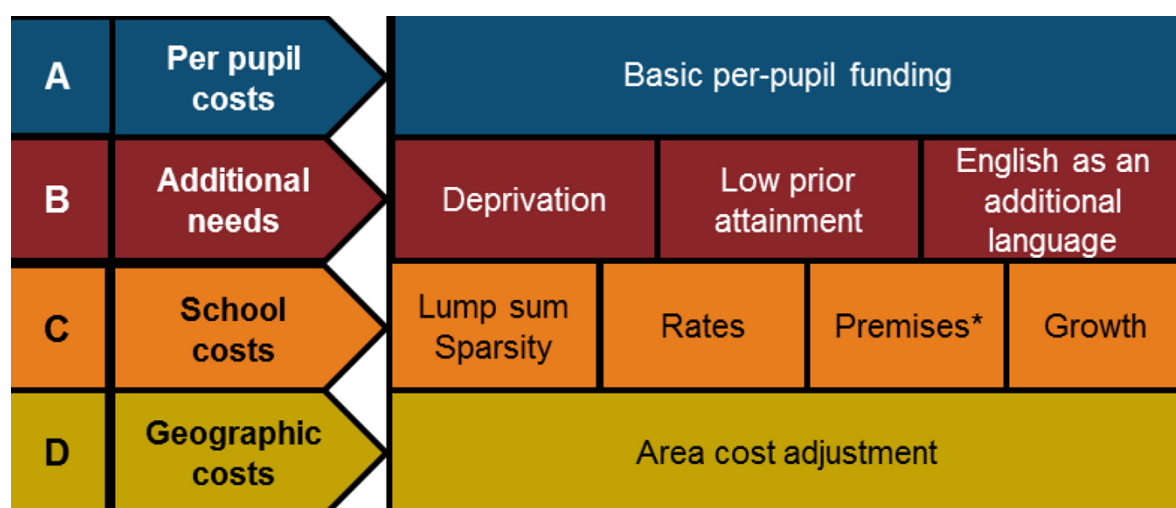 A
Per pupil
costs
Basic per-pupil funding
B
Additional
needs
Deprivation
Low prior
attainment
English as an
additional
language
C
School
costs
Lump sum
Sparsity
Rates
Premises*
Growth
D
Geographic
costs
Area cost adjustment